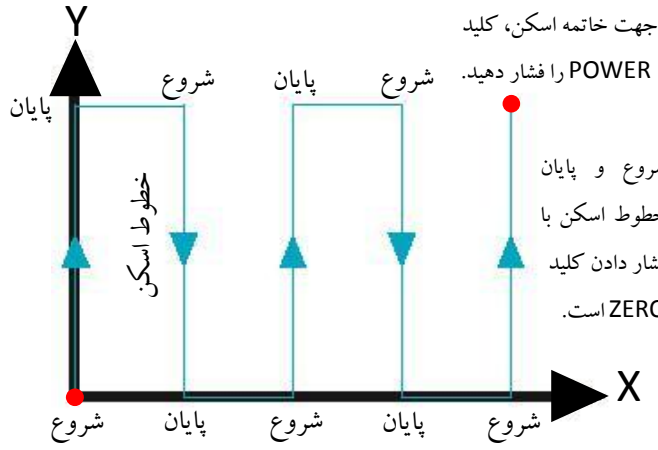 Y
جهت خاتمه اسکن، کلید
POWER را فشار دهید.
شروع
پایان
شروع
پایان
خطوط اسکن
شروع و پایان
خطوط اسکن با
فشار دادن کلید
ZERO است.
X
شروع
پایان
شروع
پایان
شروع